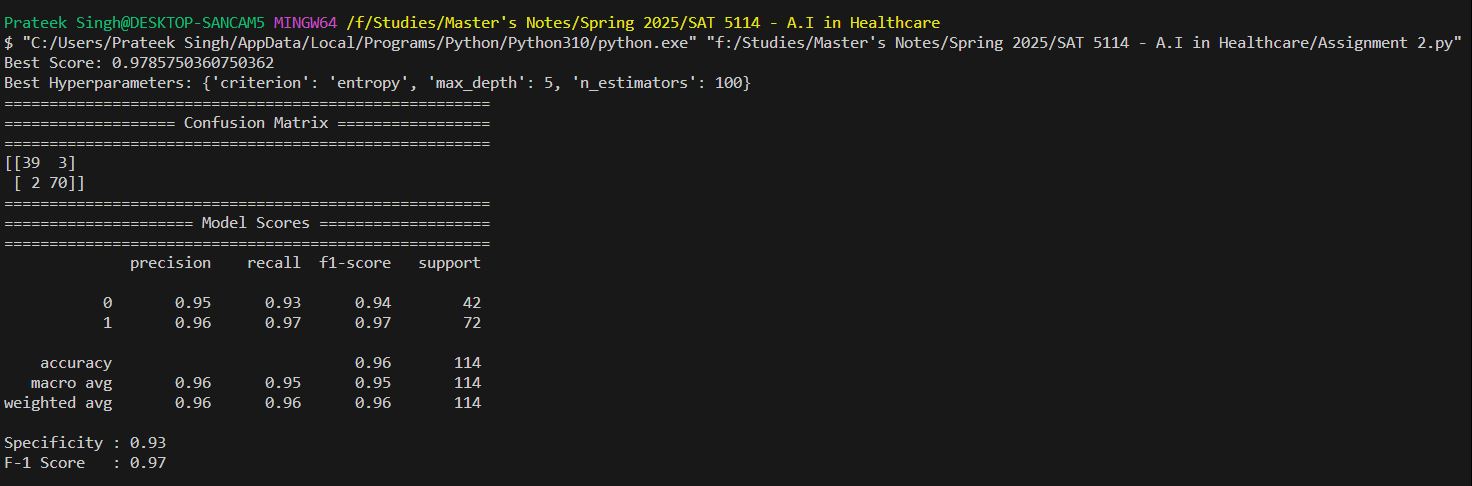 Prateek Singh@DESKTOP-SANCAM5 MINGW64 /f/Studies/Master's Notes/Spring 2025/SAT 5114 - A.I in Healthcare
$ "C:/Users/Prateek Singh/AppData/Local/Programs/Python/Python310/python.exe" "f:/Studies/Master's Notes/Spring 2025/SAT 5114 - A.I in Healthcare/Assignment 2.py"
Best Score: 0.9785750360750362
Best Hyperparameters: {'criterion': 'entropy', 'max_depth': 5, 'n_estimators': 100}
======================================================
=================== Confusion Matrix =================
======================================================
[[39  3]
 [ 2 70]]
======================================================
===================== Model Scores ===================
======================================================
              precision    recall  f1-score   support
           0       0.95      0.93      0.94        42
           1       0.96      0.97      0.97        72
    accuracy                           0.96       114
   macro avg       0.96      0.95      0.95       114
weighted avg       0.96      0.96      0.96       114
Specificity : 0.93
F-1 Score   : 0.97